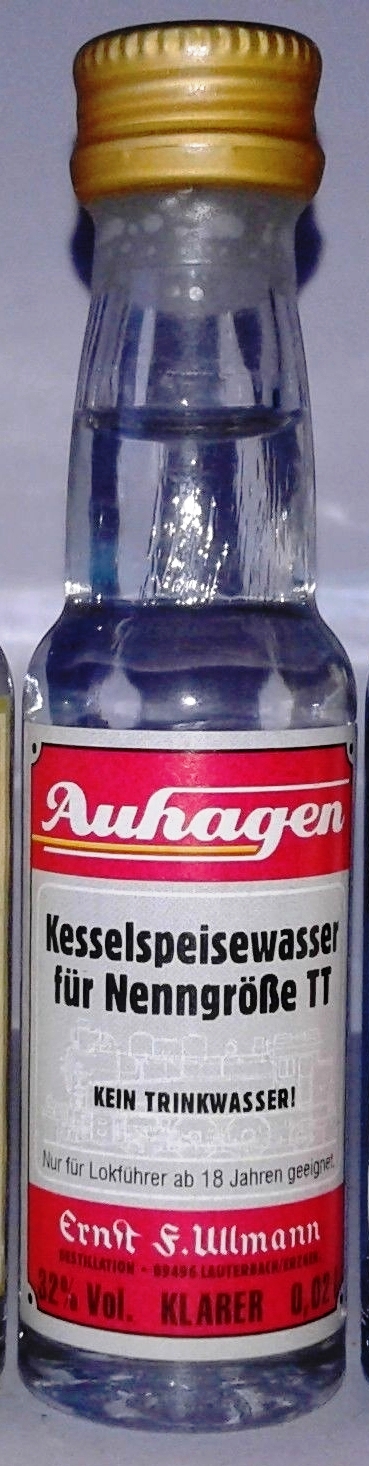 Auhagen
Kesselspeisewasser
für Nenngröße TT
KEIN TRINKWASSER!
Nur für Lokführer ab 18 Jahren geeignet.
Ernst F. Ullmann
DESTILLATION - 09496 LAUTERBACH/ERZGEB.
32% Vol. KLARER 0,02 l